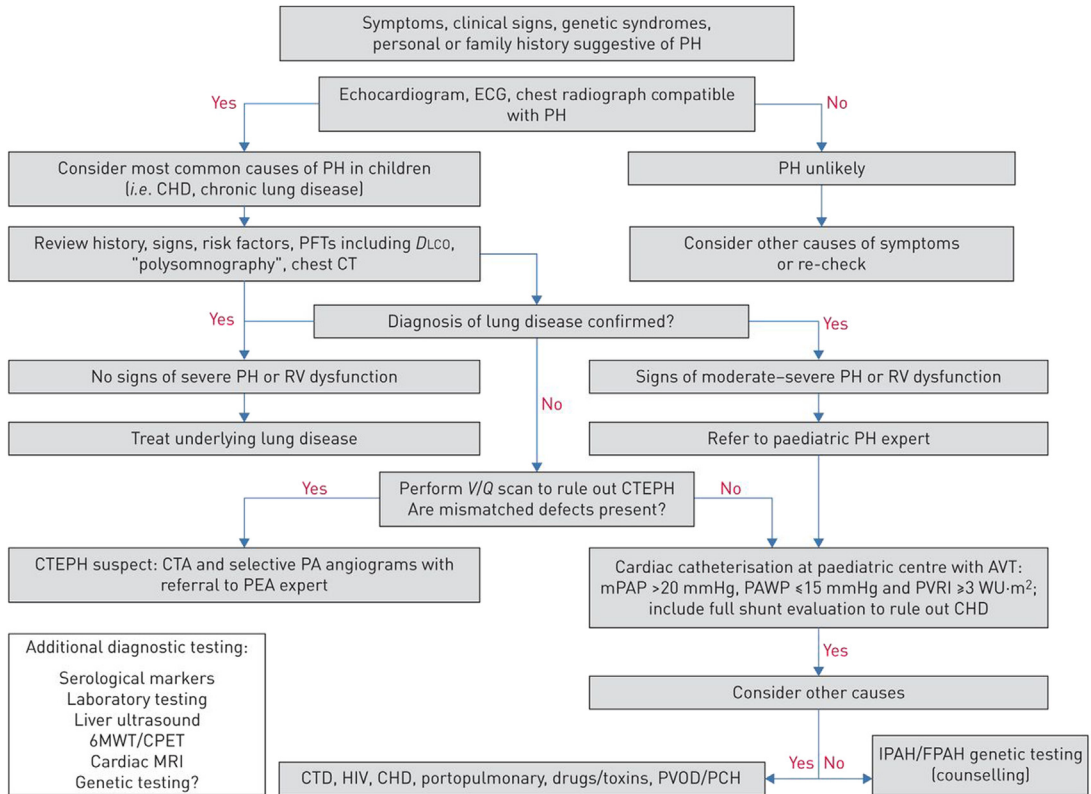 Symptoms, clinical signs, genetic syndromes,
personal or family history suggestive of PH
Echocardiogram, ECG, chest radiograph compatible
with PH
Yes
No
Consider most common causes of PH in children
(i.e. CHD, chronic lung disease)
PH unlikely
Review history, signs, risk factors, PFTs including DLCO,
"polysomnography", chest CT
Consider other causes of symptoms
or re-check
Diagnosis of lung disease confirmed?
Yes
Yes
No signs of severe PH or RV dysfunction
Signs of moderate–severe PH or RV dysfunction
No
Treat underlying lung disease
Refer to paediatric PH expert
Perform V/Q scan to rule out CTEPH
Are mismatched defects present?
Yes
No
CTEPH suspect: CTA and selective PA angiograms with
referral to PEA expert
Cardiac catheterisation at paediatric centre with AVT:
mPAP >20 mmHg, PAWP ⩽15 mmHg and PVRI ⩾3 WU·m²;
include full shunt evaluation to rule out CHD
Yes
Consider other causes
Additional diagnostic testing:
Serological markers
Laboratory testing
Liver ultrasound
6MWT/CPET
Cardiac MRI
Genetic testing?
Yes
No
CTD, HIV, CHD, portopulmonary, drugs/toxins, PVOD/PCH
IPAH/FPAH genetic testing
(counselling)